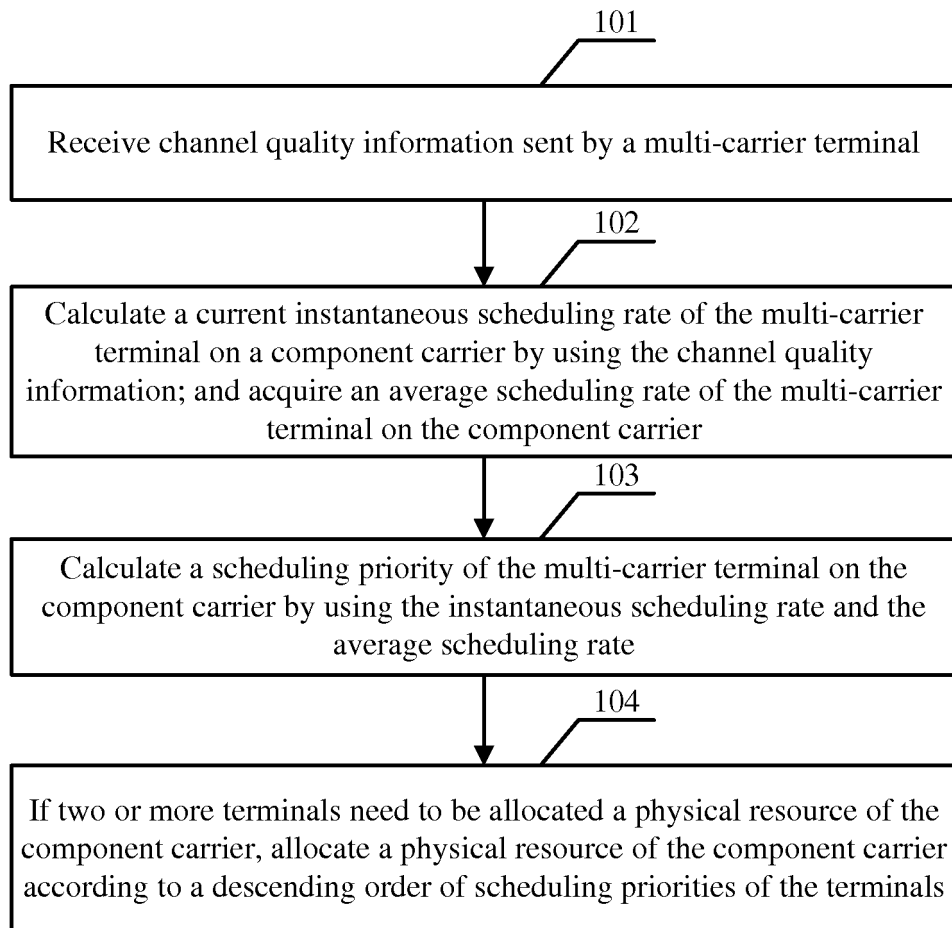 101
Receive channel quality information sent by a multi-carrier terminal
102
Calculate a current instantaneous scheduling rate of the multi-carrier
terminal on a component carrier by using the channel quality
information; and acquire an average scheduling rate of the multi-carrier
terminal on the component carrier
103
Calculate a scheduling priority of the multi-carrier terminal on the
component carrier by using the instantaneous scheduling rate and the
average scheduling rate
104
If two or more terminals need to be allocated a physical resource of the
component carrier, allocate a physical resource of the component carrier
according to a descending order of scheduling priorities of the terminals